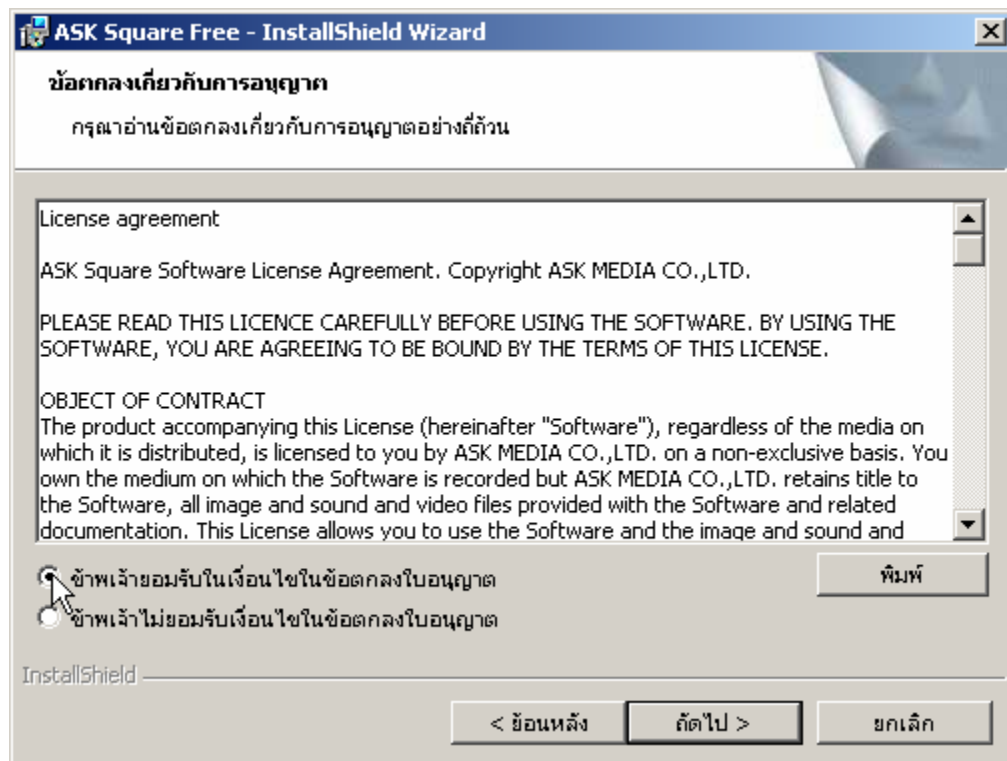 ASK Square Free - InstallShield Wizard
ข้อตกลงเกี่ยวกับการอนุญาต
กรุณาอ่านข้อตกลงเกี่ยวกับการอนุญาตอย่างถี่ถ้วน
License agreement
ASK Square Software License Agreement. Copyright ASK MEDIA CO.,LTD.
PLEASE READ THIS LICENCE CAREFULLY BEFORE USING THE SOFTWARE. BY USING THE
SOFTWARE, YOU ARE AGREEING TO BE BOUND BY THE TERMS OF THIS LICENSE.
OBJECT OF CONTRACT
The product accompanying this License (hereinafter "Software"), regardless of the media on
which it is distributed, is licensed to you by ASK MEDIA CO.,LTD. on a non-exclusive basis. You
own the medium on which the Software is recorded but ASK MEDIA CO.,LTD. retains title to
the Software, all image and sound and video files provided with the Software and related
documentation. This License allows you to use the Software and the image and sound and
ข้าพเจ้ายอมรับในเงื่อนไขในข้อตกลงใบอนุญาต
พิมพ์
ข้าพเจ้าไม่ยอมรับเงื่อนไขในข้อตกลงใบอนุญาต
InstallShield
< ย้อนหลัง
ถัดไป >
ยกเลิก